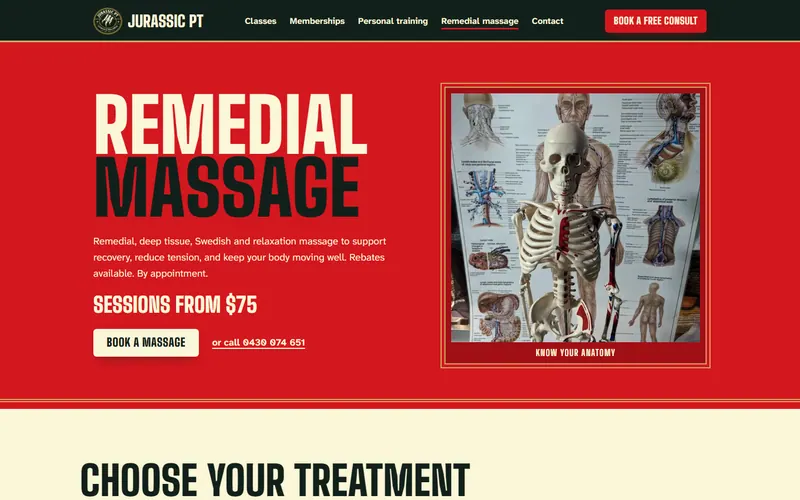 JURASSIC PT
Classes
Memberships
Personal training
Remedial massage
Contact
BOOK A FREE CONSULT
REMEDIAL
MASSAGE
Remedial, deep tissue, Swedish and relaxation massage to support
recovery, reduce tension, and keep your body moving well. Rebates
available. By appointment.
SESSIONS FROM $75
BOOK A MASSAGE
or call 0430 074 651
KNOW YOUR ANATOMY
CHOOSE YOUR TREATMENT